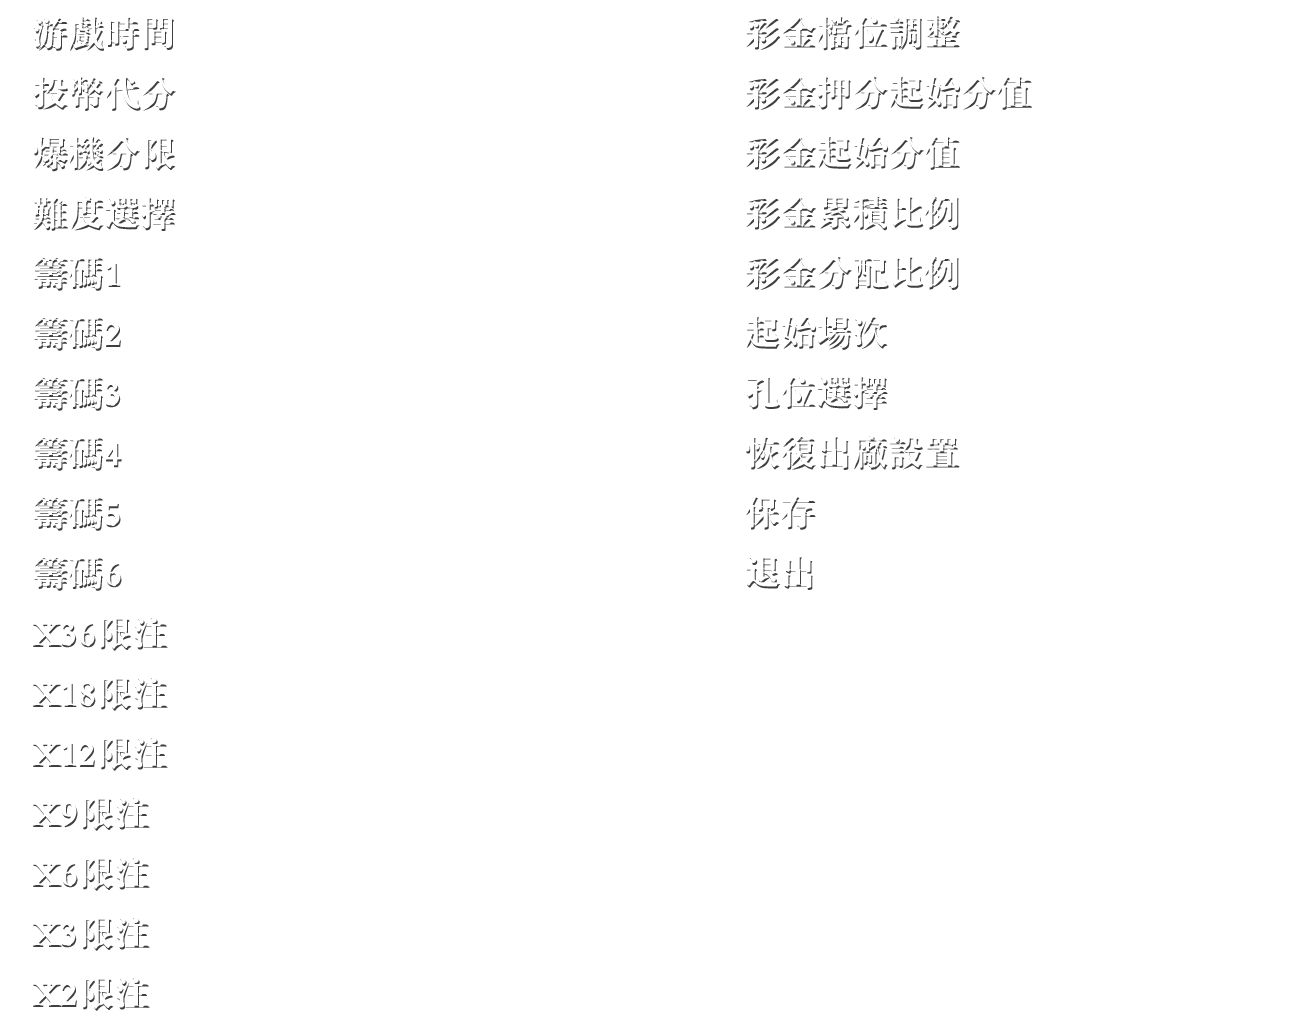 游戲時間
投幣代分
爆機分限
難度選擇
籌碼1
籌碼2
籌碼3
籌碼4
籌碼5
籌碼6
X36限注
X18限注
X12限注
X9限注
X6限注
X3限注
X2限注
彩金檔位調整
彩金押分起始分值
彩金起始分值
彩金累積比例
彩金分配比例
起始場次
孔位選擇
恢復出廠設置
保存
退出